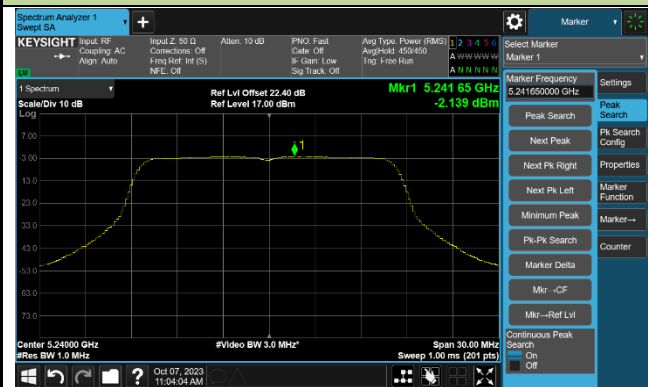 Spectrum Analyzer 1
Swept SA
Marker
KEYSIGHT
Input: RF
Coupling: AC
Align: Auto
Input Z: 50 Ω
Corrections: Off
Freq Ref: Int (S)
NFE: Off
Atten: 10 dB
PNO: Fast
Gate: Off
IF Gain: Low
Sig Track: Off
Avg Type: Power (RMS)
Avg|Hold: 450/450
Trig: Free Run
1 2 3 4 5 6
A W W W W W
A N N N N N
LXI
Select Marker
Marker 1
1 Spectrum
Scale/Div 10 dB
Log
Ref Lvl Offset 22.40 dB
Ref Level 17.00 dBm
Mkr1 5.241 65 GHz
-2.139 dBm
7.00
-3.00
-13.0
-23.0
-33.0
-43.0
-53.0
-63.0
-73.0
1
Center 5.24000 GHz
#Res BW 1.0 MHz
#Video BW 3.0 MHz*
Span 30.00 MHz
Sweep 1.00 ms (201 pts)
Marker Frequency
5.241650000 GHz
Peak Search
Next Peak
Next Pk Right
Next Pk Left
Minimum Peak
Pk-Pk Search
Marker Delta
Mkr→CF
Mkr→Ref Lvl
Continuous Peak
Search
On
Off
Settings
Peak
Search
Pk Search
Config
Properties
Marker
Function
Marker→
Counter
?
Oct 07, 2023
11:04:04 AM